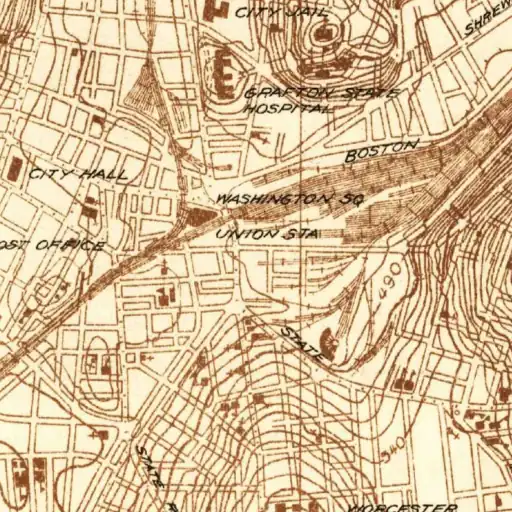 CITY JAIL
SHREW
GRAFTON STATE
HOSPITAL
BOSTON
CITY HALL
WASHINGTON SQ
UNION STA
OST OFFICE
490
STATE
540
STATE R
WORCESTER